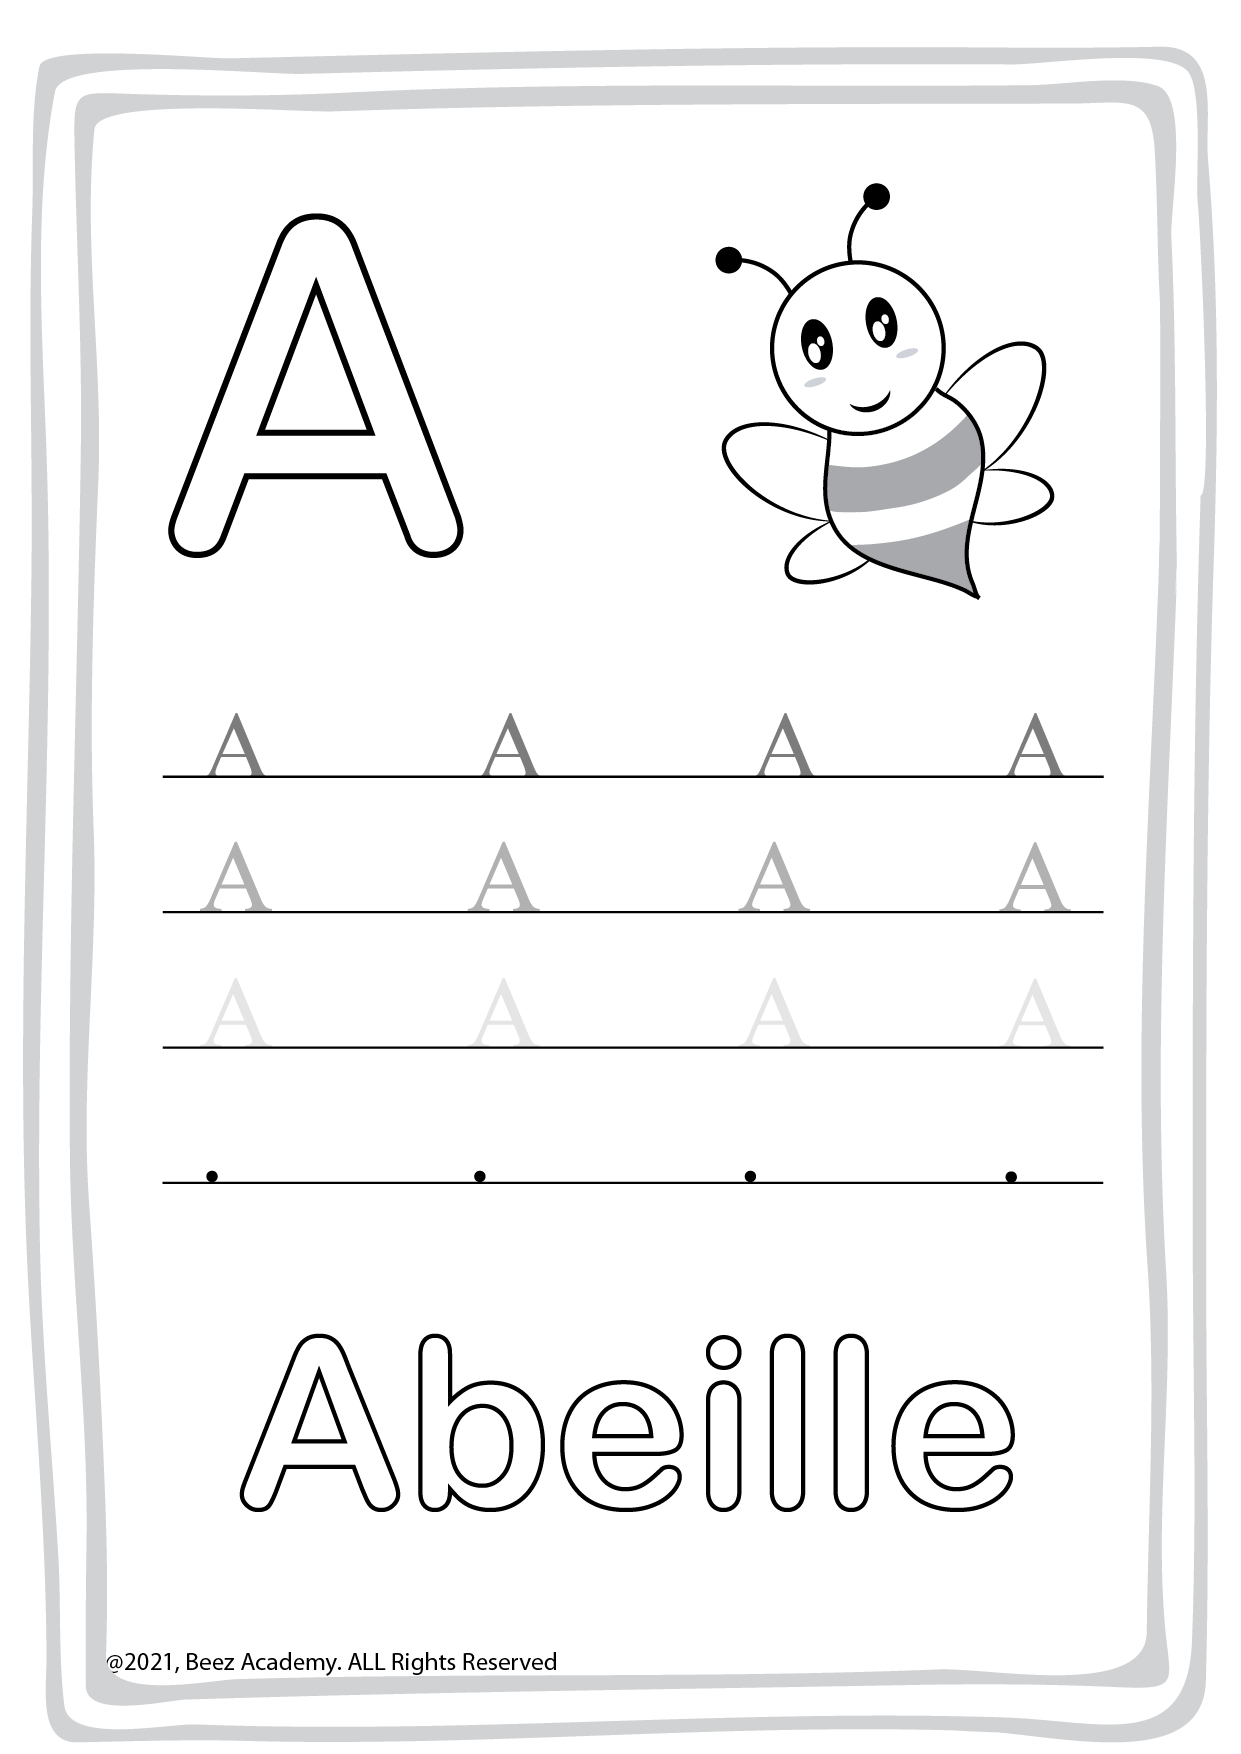 A
A A A A
A A A A
A A A A
. . . .
Abeille
@2021, Beez Academy. ALL Rights Reserved